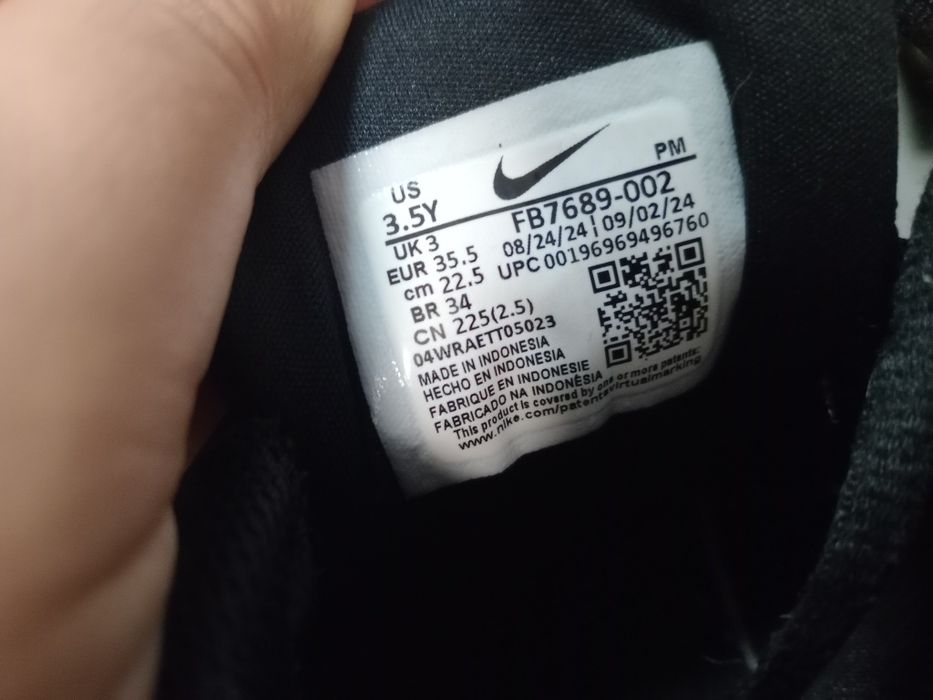 US
PM
3.5Y
FB7689-002
UK 3
08/24/24 | 09/02/24
EUR 35.5
UPC 00196969496760
cm 22.5
BR 34
CN 225(2.5)
04WRAETT05023
MADE IN INDONESIA
HECHO EN INDONESIA
FABRIQUE EN INDONESIE
FABRICADO NA INDONÉSIA
This product is covered by one or more patents:
www.nike.com/patentsvirtualmarking